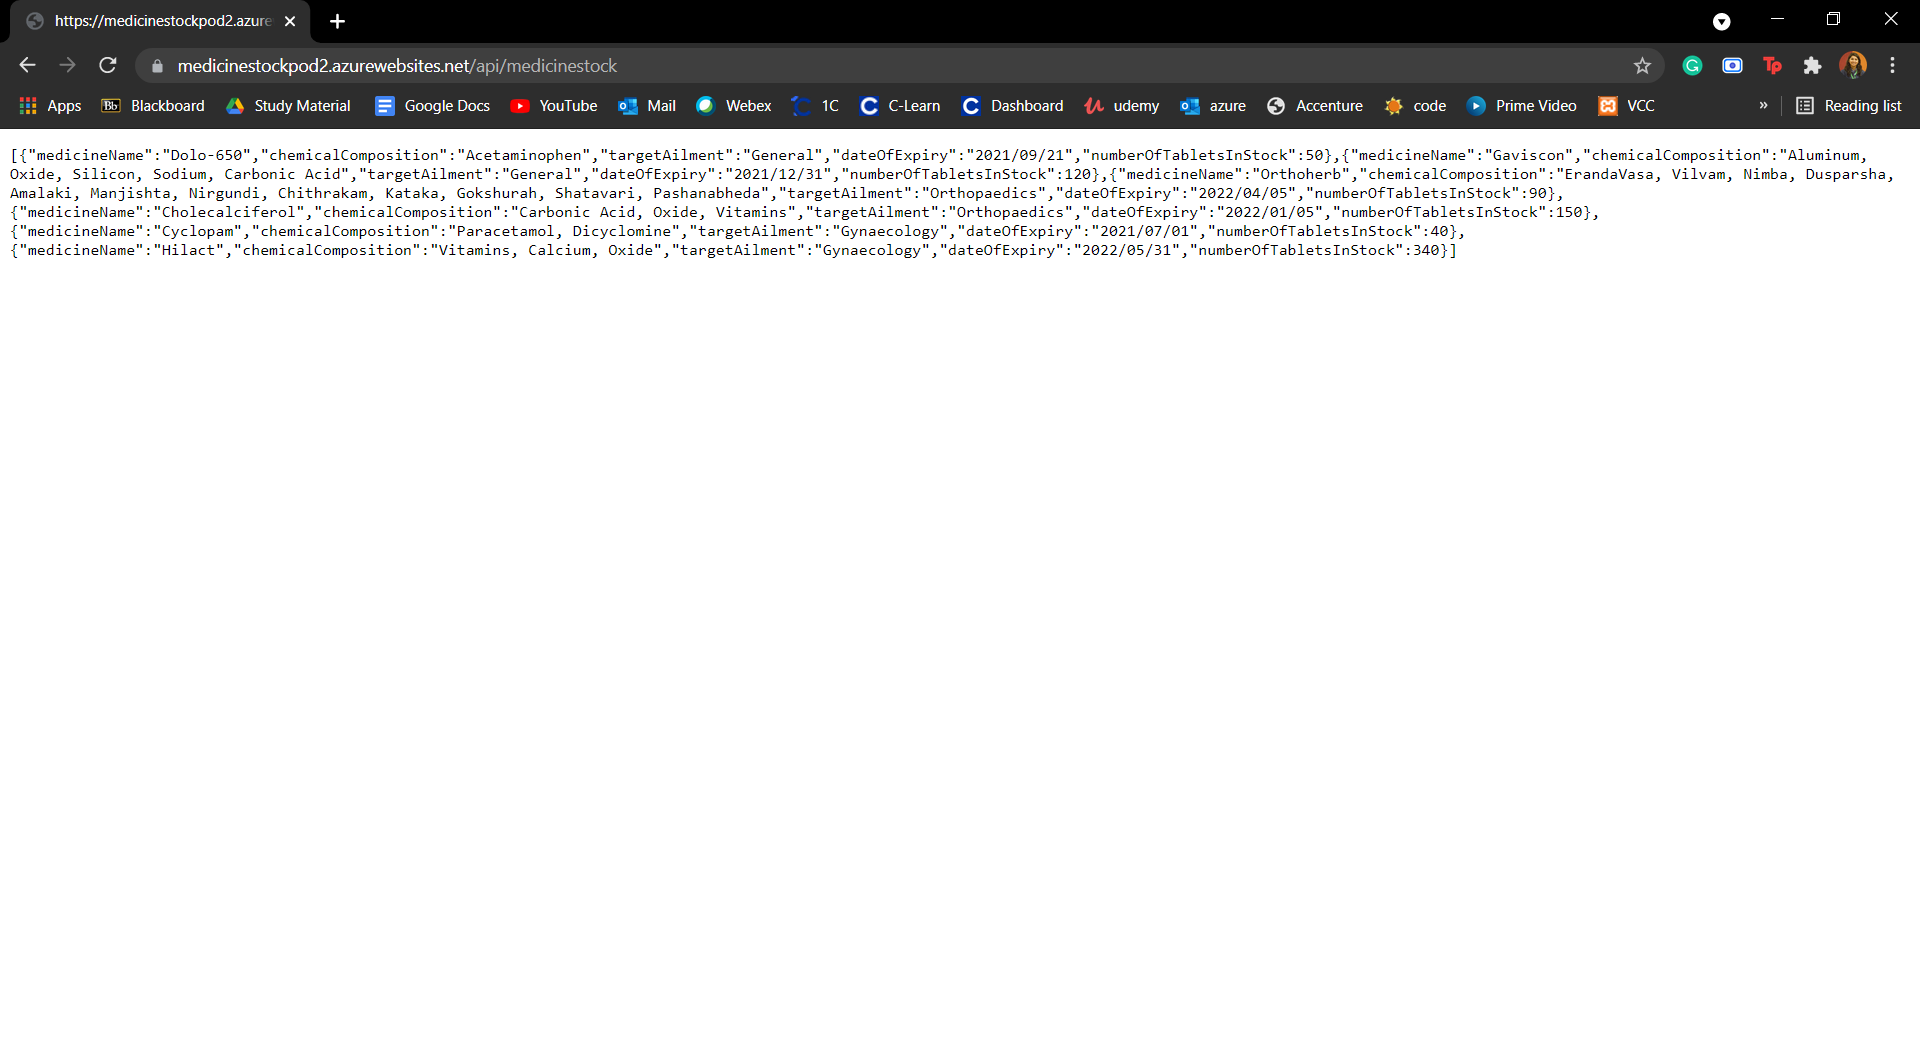 https://medicinestockpod2.azure
medicinestockpod2.azurewebsites.net/api/medicinestock
Apps Bb Blackboard Study Material Google Docs YouTube Mail Webex 1C C-Learn Dashboard udemy azure Accenture code Prime Video VCC » Reading list
[{"medicineName":"Dolo-650","chemicalComposition":"Acetaminophen","targetAilment":"General","dateOfExpiry":"2021/09/21","numberOfTabletsInStock":50},{"medicineName":"Gaviscon","chemicalComposition":"Aluminum,
Oxide, Silicon, Sodium, Carbonic Acid","targetAilment":"General","dateOfExpiry":"2021/12/31","numberOfTabletsInStock":120},{"medicineName":"Orthoherb","chemicalComposition":"ErandaVasa, Vilvam, Nimba, Dusparsha,
Amalaki, Manjishta, Nirgundi, Chithrakam, Kataka, Gokshurah, Shatavari, Pashanabheda","targetAilment":"Orthopaedics","dateOfExpiry":"2022/04/05","numberOfTabletsInStock":90},
{"medicineName":"Cholecalciferol","chemicalComposition":"Carbonic Acid, Oxide, Vitamins","targetAilment":"Orthopaedics","dateOfExpiry":"2022/01/05","numberOfTabletsInStock":150},
{"medicineName":"Cyclopam","chemicalComposition":"Paracetamol, Dicyclomine","targetAilment":"Gynaecology","dateOfExpiry":"2021/07/01","numberOfTabletsInStock":40},
{"medicineName":"Hilact","chemicalComposition":"Vitamins, Calcium, Oxide","targetAilment":"Gynaecology","dateOfExpiry":"2022/05/31","numberOfTabletsInStock":340}]